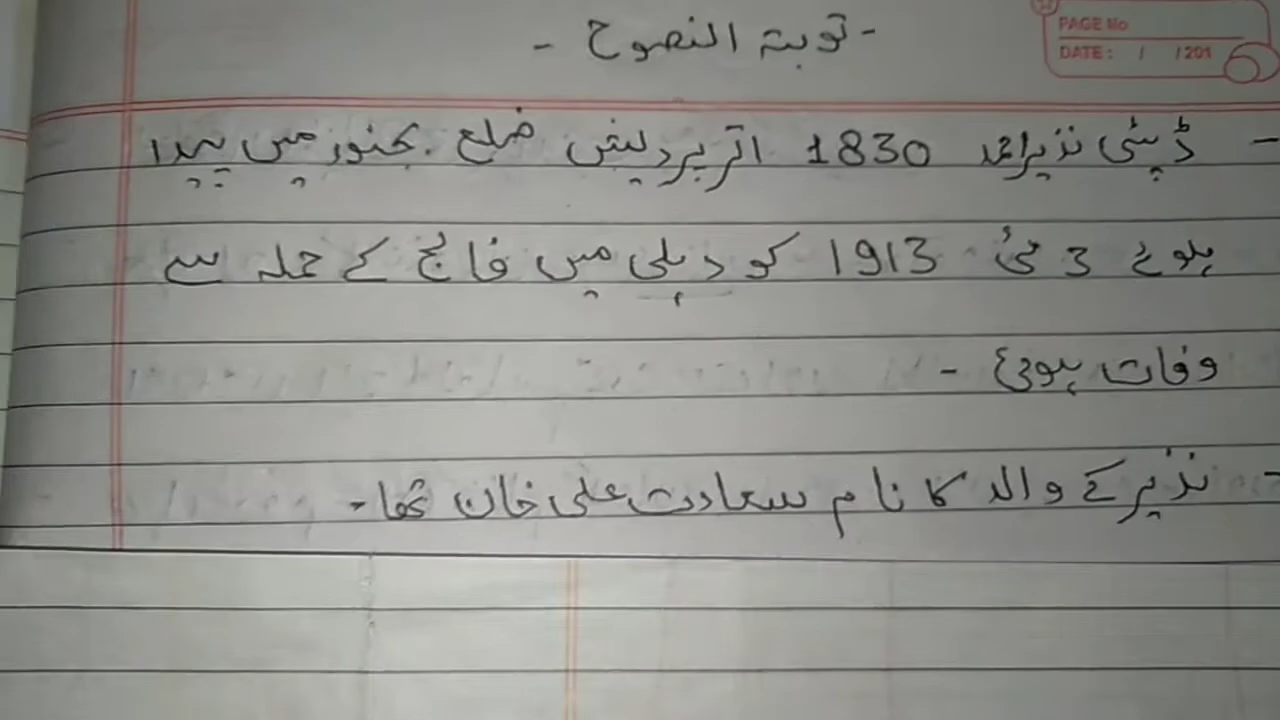 - توبۃ النصوح -
PAGE No
DATE: / /201
- ڈپٹی نذیر احمد 1830 اتر پردیش ضلع بجنور میں پیدا
ہوئے 3 مئی 1913 کو دہلی میں فالج کے حملہ سے
وفات ہوئی -
- نذیر کے والد کا نام سعادت علی خان تھا -